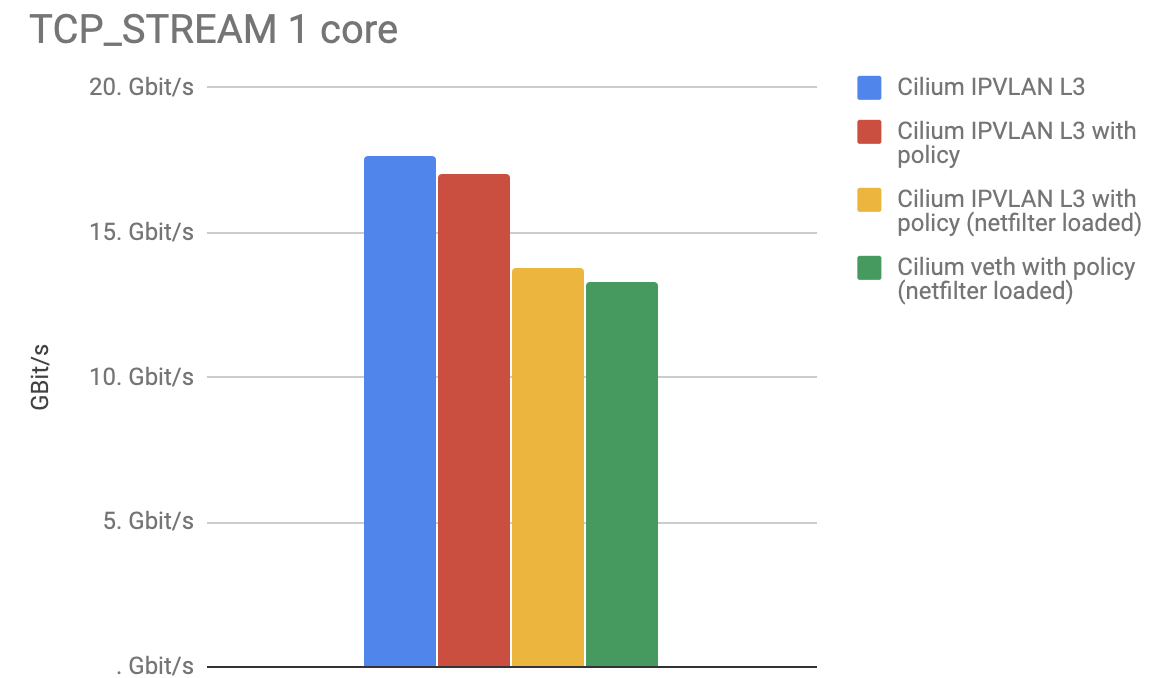 TCP_STREAM 1 core
20. Gbit/s
15. Gbit/s
10. Gbit/s
5. Gbit/s
. Gbit/s
GBit/s
Cilium IPVLAN L3
Cilium IPVLAN L3 with
policy
Cilium IPVLAN L3 with
policy (netfilter loaded)
Cilium veth with policy
(netfilter loaded)